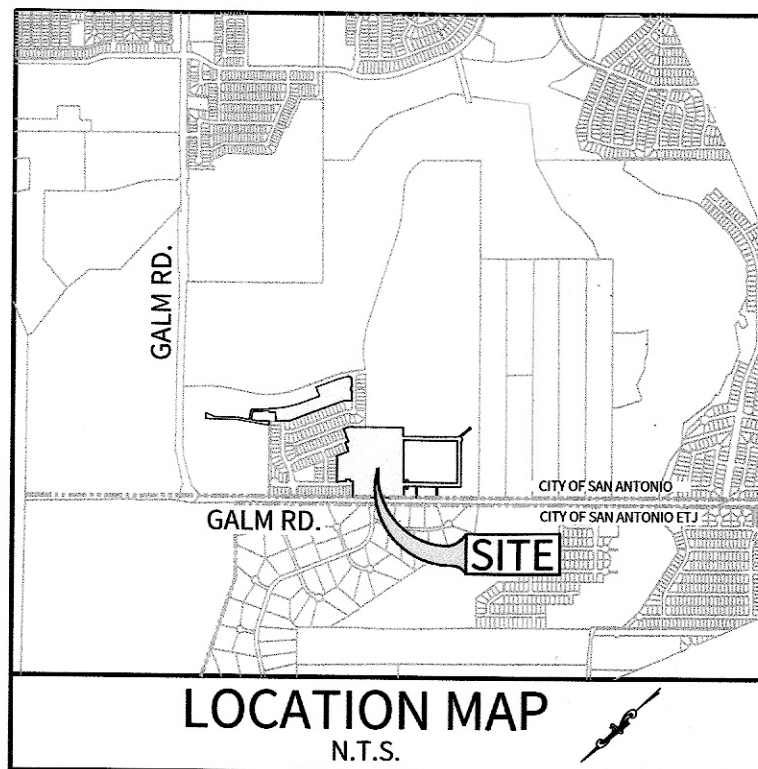 GALM RD.
CITY OF SAN ANTONIO
GALM RD.
CITY OF SAN ANTONIO ETJ
SITE
LOCATION MAP
N.T.S.